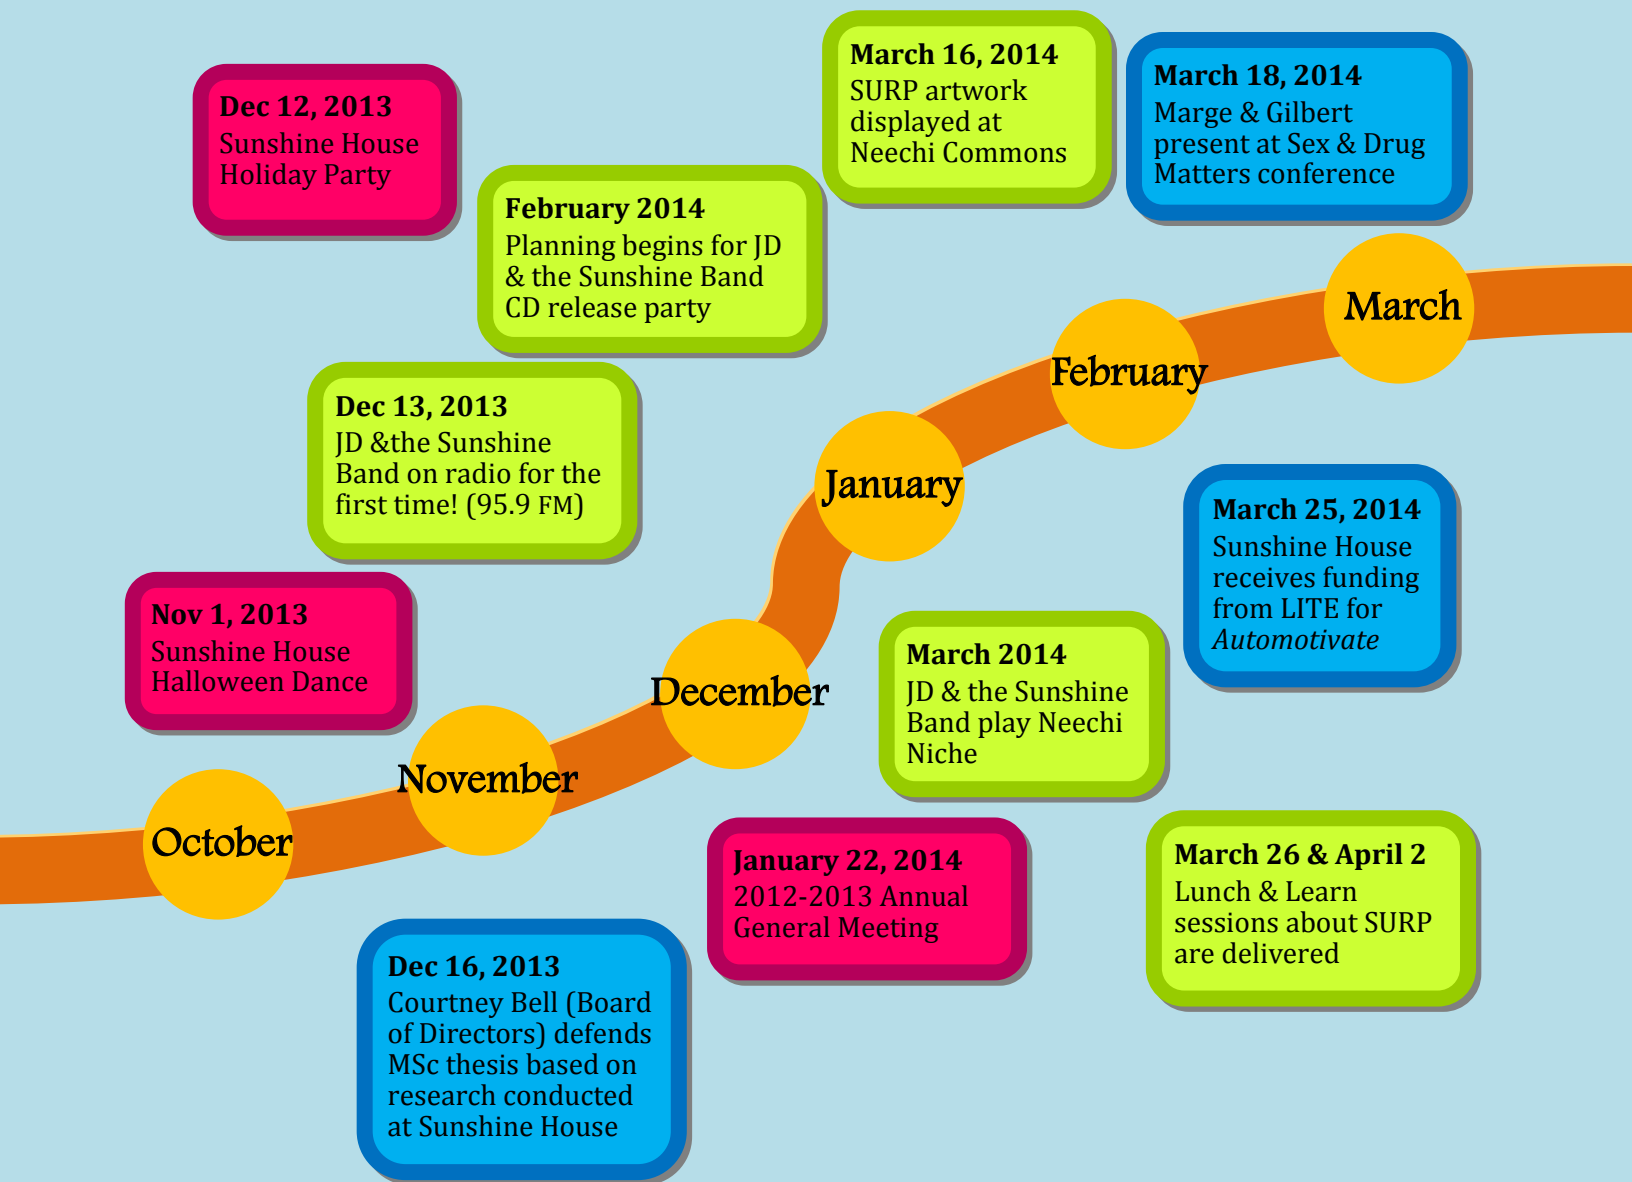 March 16, 2014
SURP artwork
displayed at
Neechi Commons
March 18, 2014
Marge & Gilbert
present at Sex & Drug
Matters conference
Dec 12, 2013
Sunshine House
Holiday Party
February 2014
Planning begins for JD
& the Sunshine Band
CD release party
March
February
Dec 13, 2013
JD &the Sunshine
Band on radio for the
first time! (95.9 FM)
January
March 25, 2014
Sunshine House
receives funding
from LITE for
Automotivate
Nov 1, 2013
Sunshine House
Halloween Dance
December
March 2014
JD & the Sunshine
Band play Neechi
Niche
November
October
January 22, 2014
2012-2013 Annual
General Meeting
March 26 & April 2
Lunch & Learn
sessions about SURP
are delivered
Dec 16, 2013
Courtney Bell (Board
of Directors) defends
MSc thesis based on
research conducted
at Sunshine House